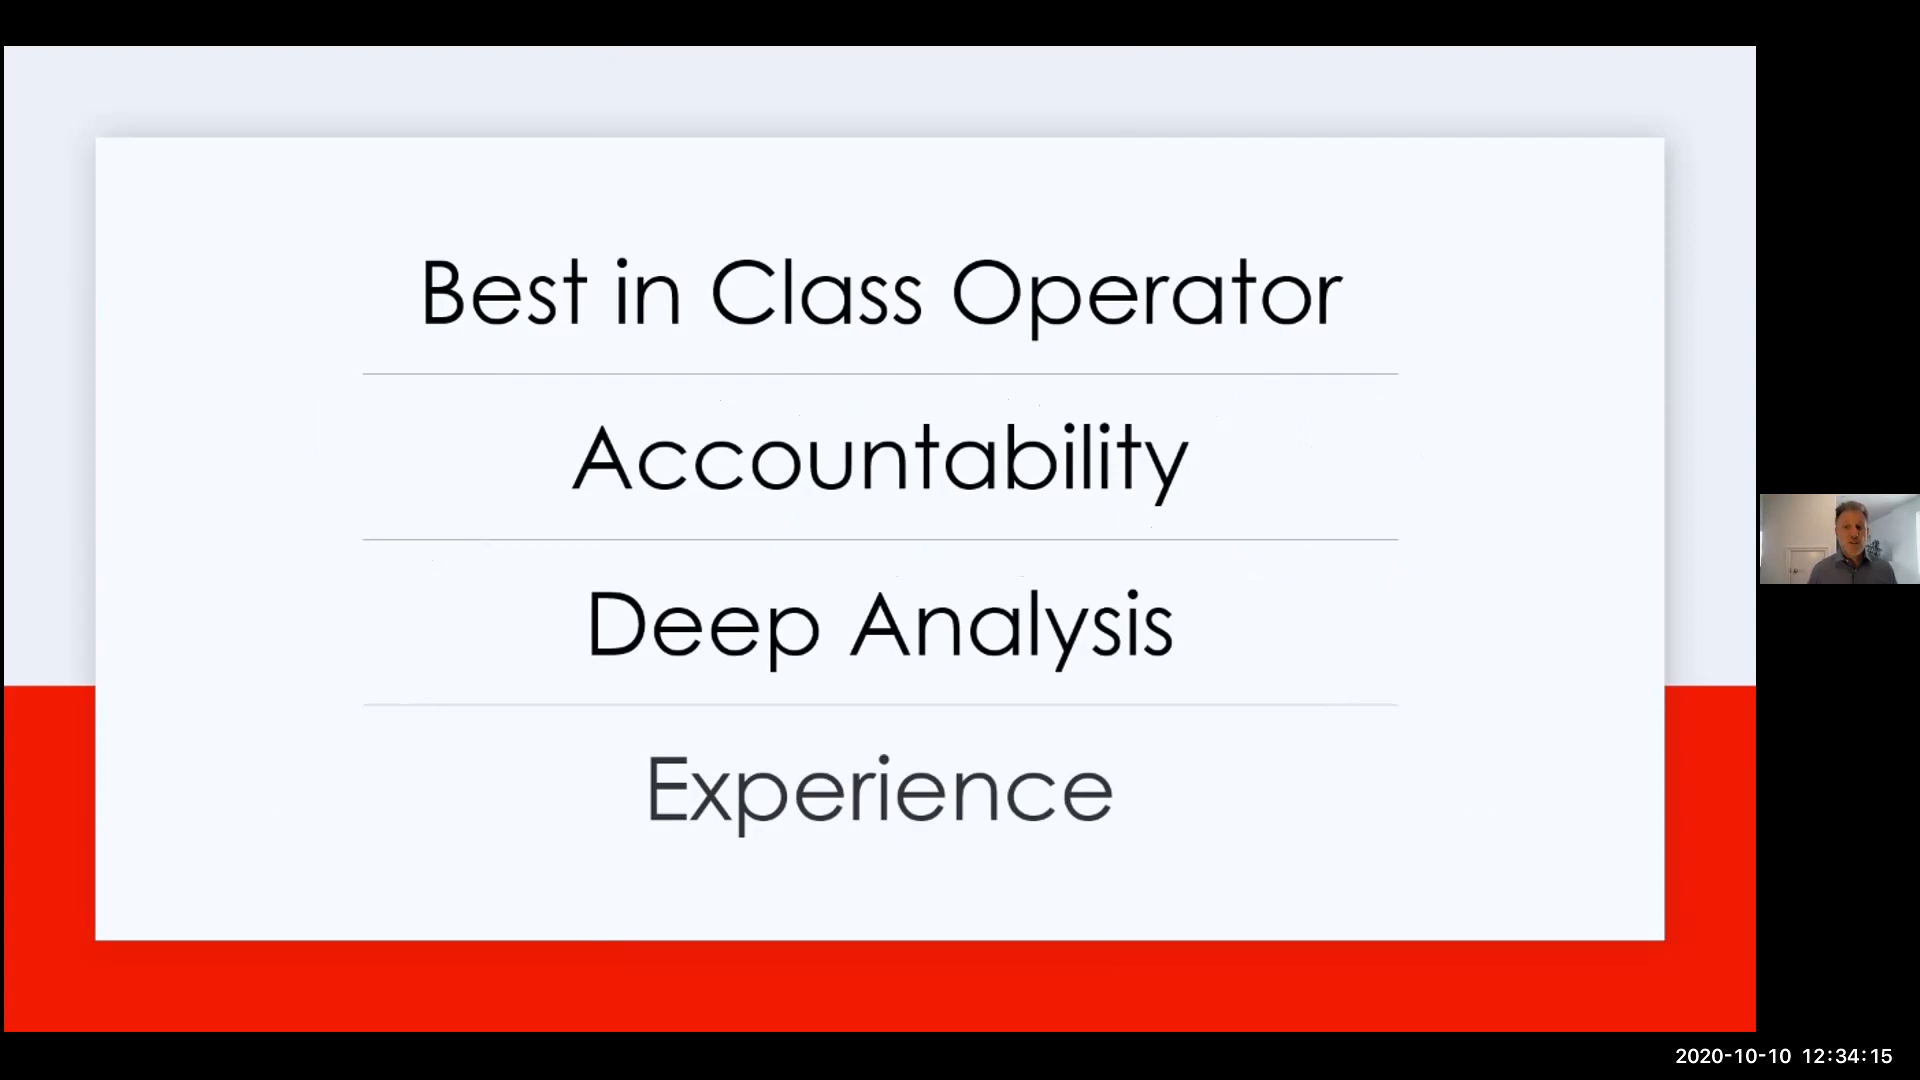 Best in Class Operator
Accountability
Deep Analysis
Experience
2020-10-10 12:34:15